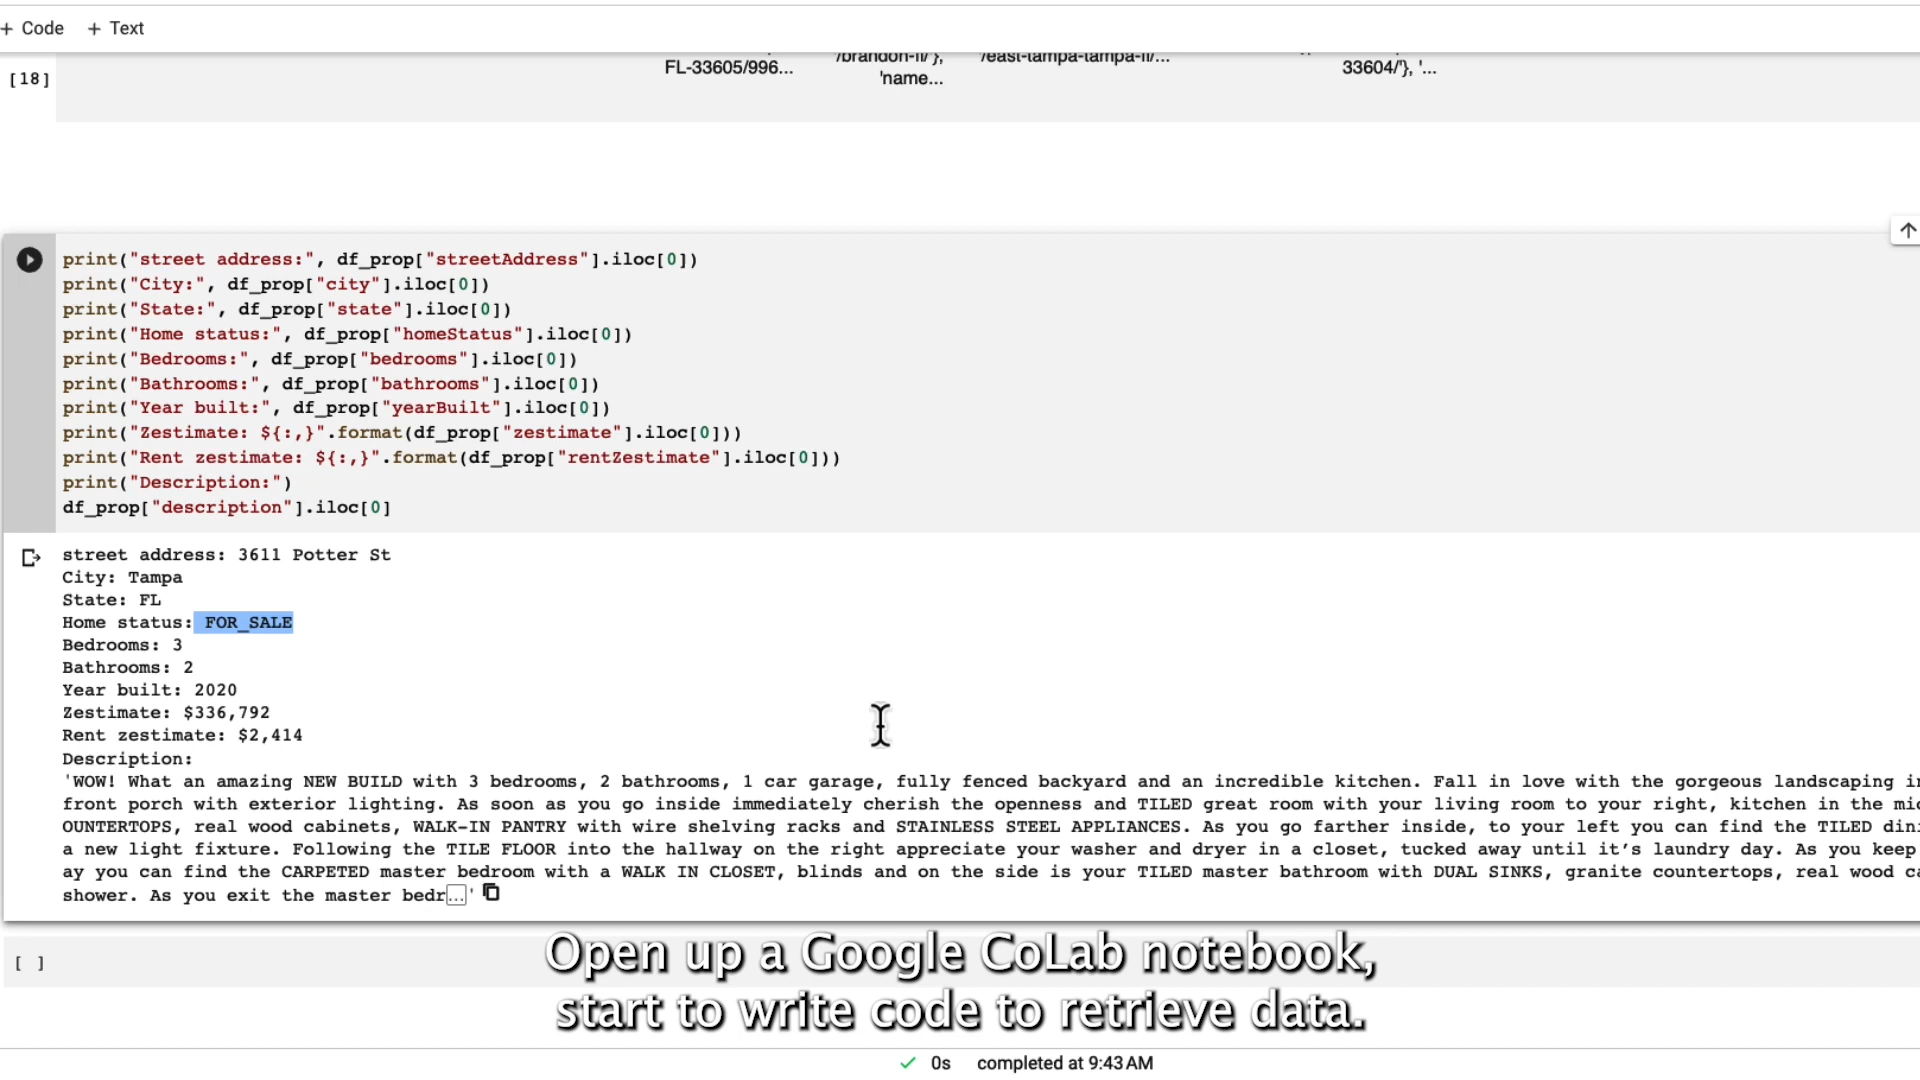 + Code + Text
[18]
FL-33605/996...
'/brandon-fl/'},
'name...
'/east-tampa-tampa-fl/...
33604/'}, '...
print("street address:", df_prop["streetAddress"].iloc[0])
print("City:", df_prop["city"].iloc[0])
print("State:", df_prop["state"].iloc[0])
print("Home status:", df_prop["homeStatus"].iloc[0])
print("Bedrooms:", df_prop["bedrooms"].iloc[0])
print("Bathrooms:", df_prop["bathrooms"].iloc[0])
print("Year built:", df_prop["yearBuilt"].iloc[0])
print("Zestimate: ${:,}".format(df_prop["zestimate"].iloc[0]))
print("Rent zestimate: ${:,}".format(df_prop["rentZestimate"].iloc[0]))
print("Description:")
df_prop["description"].iloc[0]
street address: 3611 Potter St
City: Tampa
State: FL
Home status: FOR_SALE
Bedrooms: 3
Bathrooms: 2
Year built: 2020
Zestimate: $336,792
Rent zestimate: $2,414
Description:
'WOW! What an amazing NEW BUILD with 3 bedrooms, 2 bathrooms, 1 car garage, fully fenced backyard and an incredible kitchen. Fall in love with the gorgeous landscaping
front porch with exterior lighting. As soon as you go inside immediately cherish the openness and TILED great room with your living room to your right, kitchen in the
OUNTERTOPS, real wood cabinets, WALK-IN PANTRY with wire shelving racks and STAINLESS STEEL APPLIANCES. As you go farther inside, to your left you can find the TILED
a new light fixture. Following the TILE FLOOR into the hallway on the right appreciate your washer and dryer in a closet, tucked away until it's laundry day. As you keep
ay you can find the CARPETED master bedroom with a WALK IN CLOSET, blinds and on the side is your TILED master bathroom with DUAL SINKS, granite countertops, real wood
shower. As you exit the master bedr...'
[ ]
Open up a Google CoLab notebook,
start to write code to retrieve data.
0s completed at 9:43 AM